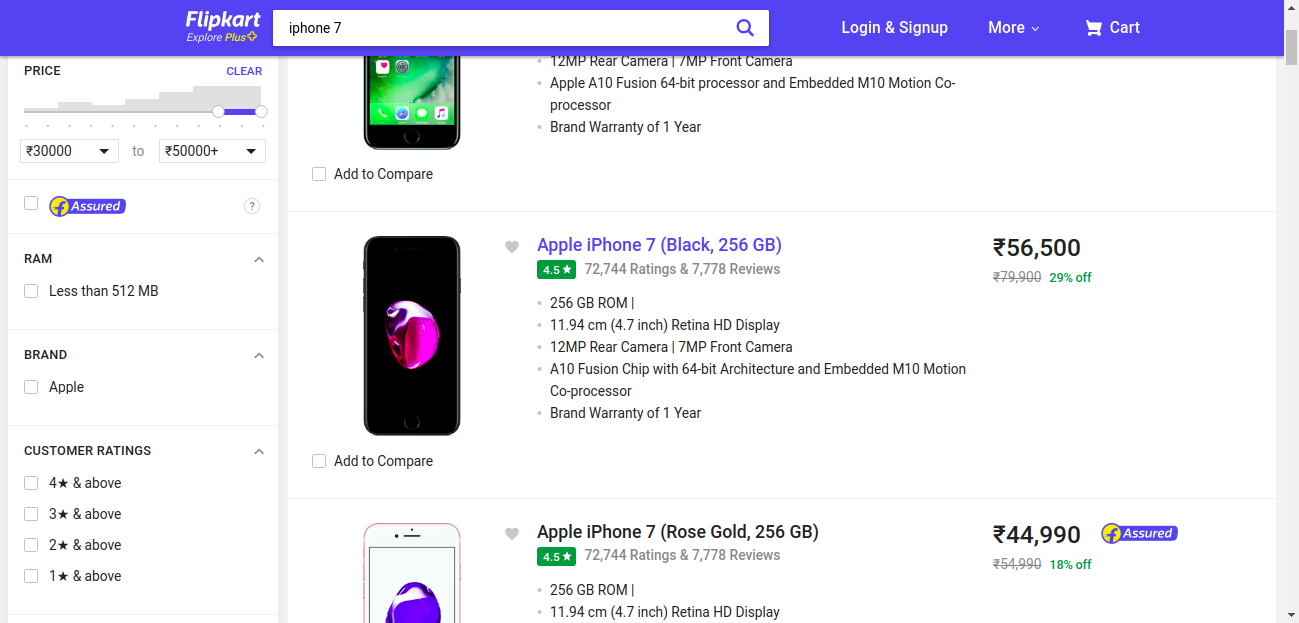 Flipkart
Explore Plus
iphone 7
Login & Signup
More
Cart
PRICE
CLEAR
₹30000
to
₹50000+
Assured
?
RAM
Less than 512 MB
BRAND
Apple
CUSTOMER RATINGS
4★ & above
3★ & above
2★ & above
1★ & above
12MP Rear Camera | 7MP Front Camera
Apple A10 Fusion 64-bit processor and Embedded M10 Motion Co-
processor
Brand Warranty of 1 Year
Add to Compare
Apple iPhone 7 (Black, 256 GB)
4.5★ 72,744 Ratings & 7,778 Reviews
256 GB ROM |
11.94 cm (4.7 inch) Retina HD Display
12MP Rear Camera | 7MP Front Camera
A10 Fusion Chip with 64-bit Architecture and Embedded M10 Motion
Co-processor
Brand Warranty of 1 Year
₹56,500
₹79,900 29% off
Add to Compare
Apple iPhone 7 (Rose Gold, 256 GB)
4.5★ 72,744 Ratings & 7,778 Reviews
256 GB ROM |
11.94 cm (4.7 inch) Retina HD Display
₹44,990
Assured
₹54,990 18% off